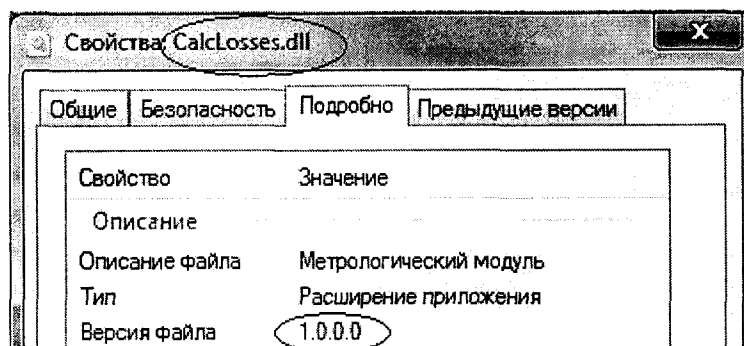 Свойства: CalcLosses.dll
Общие Безопасность Подробно Предыдущие версии
Свойство Значение
Описание
Описание файла Метрологический модуль
Тип Расширение приложения
Версия файла 1.0.0.0